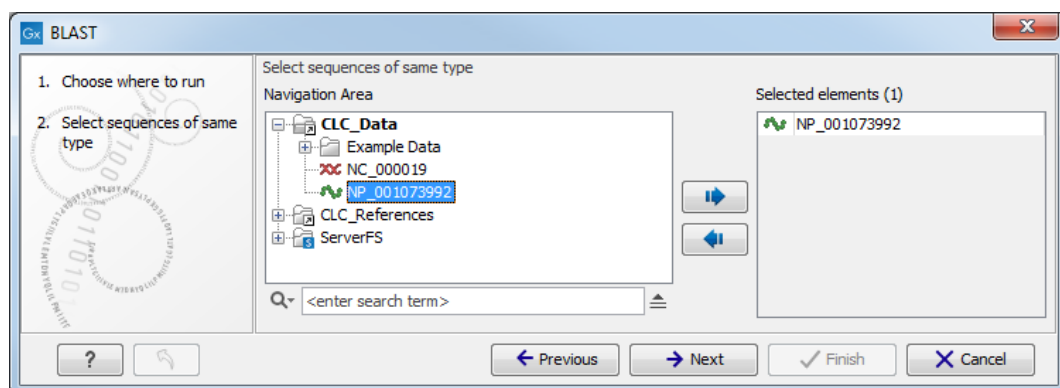 Gx BLAST
1. Choose where to run
2. Select sequences of same
type
Select sequences of same type
Navigation Area
CLC_Data
Example Data
NC_000019
NP_001073992
CLC_References
ServerFS
<enter search term>
Selected elements (1)
NP_001073992
?
Previous
Next
Finish
Cancel